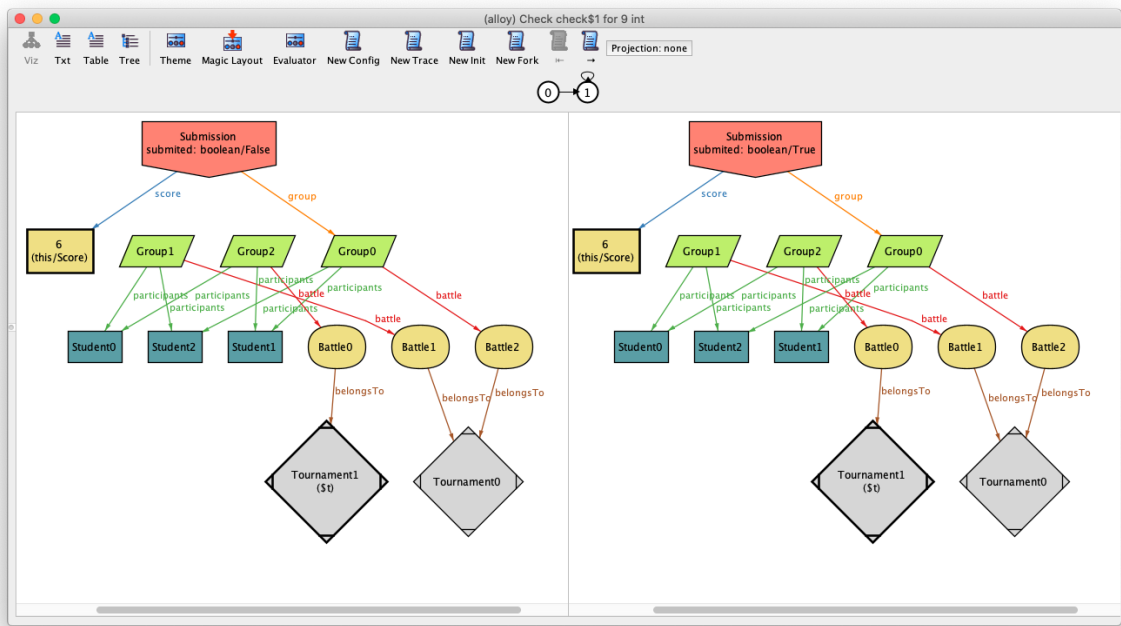 (alloy) Check check$1 for 9 int
Viz Txt Table Tree Theme Magic Layout Evaluator New Config New Trace New Init New Fork ⇤ → Projection: none
0 1
Submission
submited: boolean/False
score
group
6
(this/Score)
Group1
Group2
Group0
participants
participants
participants
participants
participants
participants
battle
battle
battle
Student0
Student2
Student1
Battle0
Battle1
Battle2
belongsTo
belongsTo
belongsTo
Tournament1
($t)
Tournament0
Submission
submited: boolean/True
score
group
6
(this/Score)
Group1
Group2
Group0
participants
participants
participants
participants
participants
participants
battle
battle
battle
Student0
Student2
Student1
Battle0
Battle1
Battle2
belongsTo
belongsTo
belongsTo
Tournament1
($t)
Tournament0